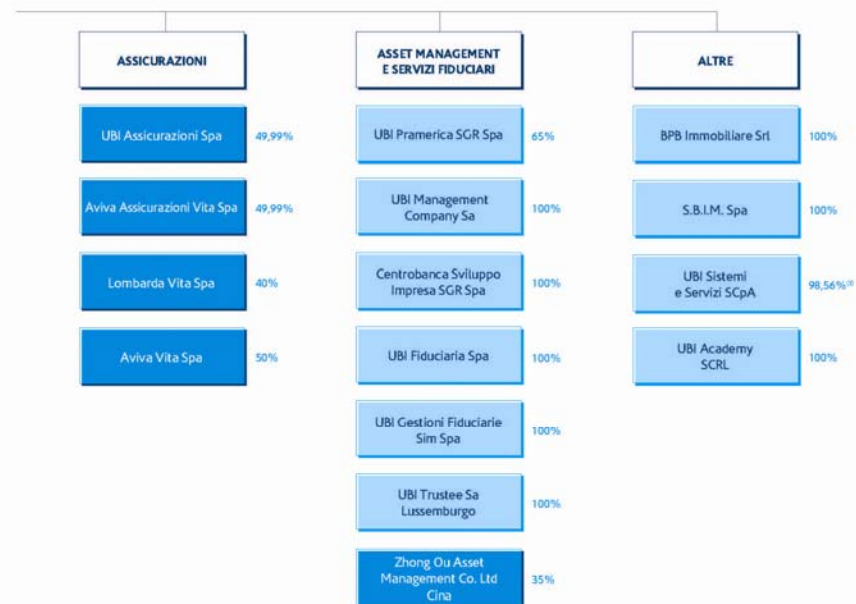 ASSICURAZIONI
UBI Assicurazioni Spa
49,99%
Aviva Assicurazioni Vita Spa
49,99%
Lombarda Vita Spa
40%
Aviva Vita Spa
50%
ASSET MANAGEMENT
E SERVIZI FIDUCIARI
UBI Pramerica SGR Spa
65%
UBI Management
Company Sa
100%
Centrobanca Sviluppo
Impresa SGR Spa
100%
UBI Fiduciaria Spa
100%
UBI Gestioni Fiduciarie
Sim Spa
100%
UBI Trustee Sa
Lussemburgo
100%
Zhong Ou Asset
Management Co. Ltd
Cina
35%
ALTRE
BPB Immobiliare Srl
100%
S.B.I.M. Spa
100%
UBI Sistemi
e Servizi SCpA
98,56%
UBI Academy
SCRL
100%